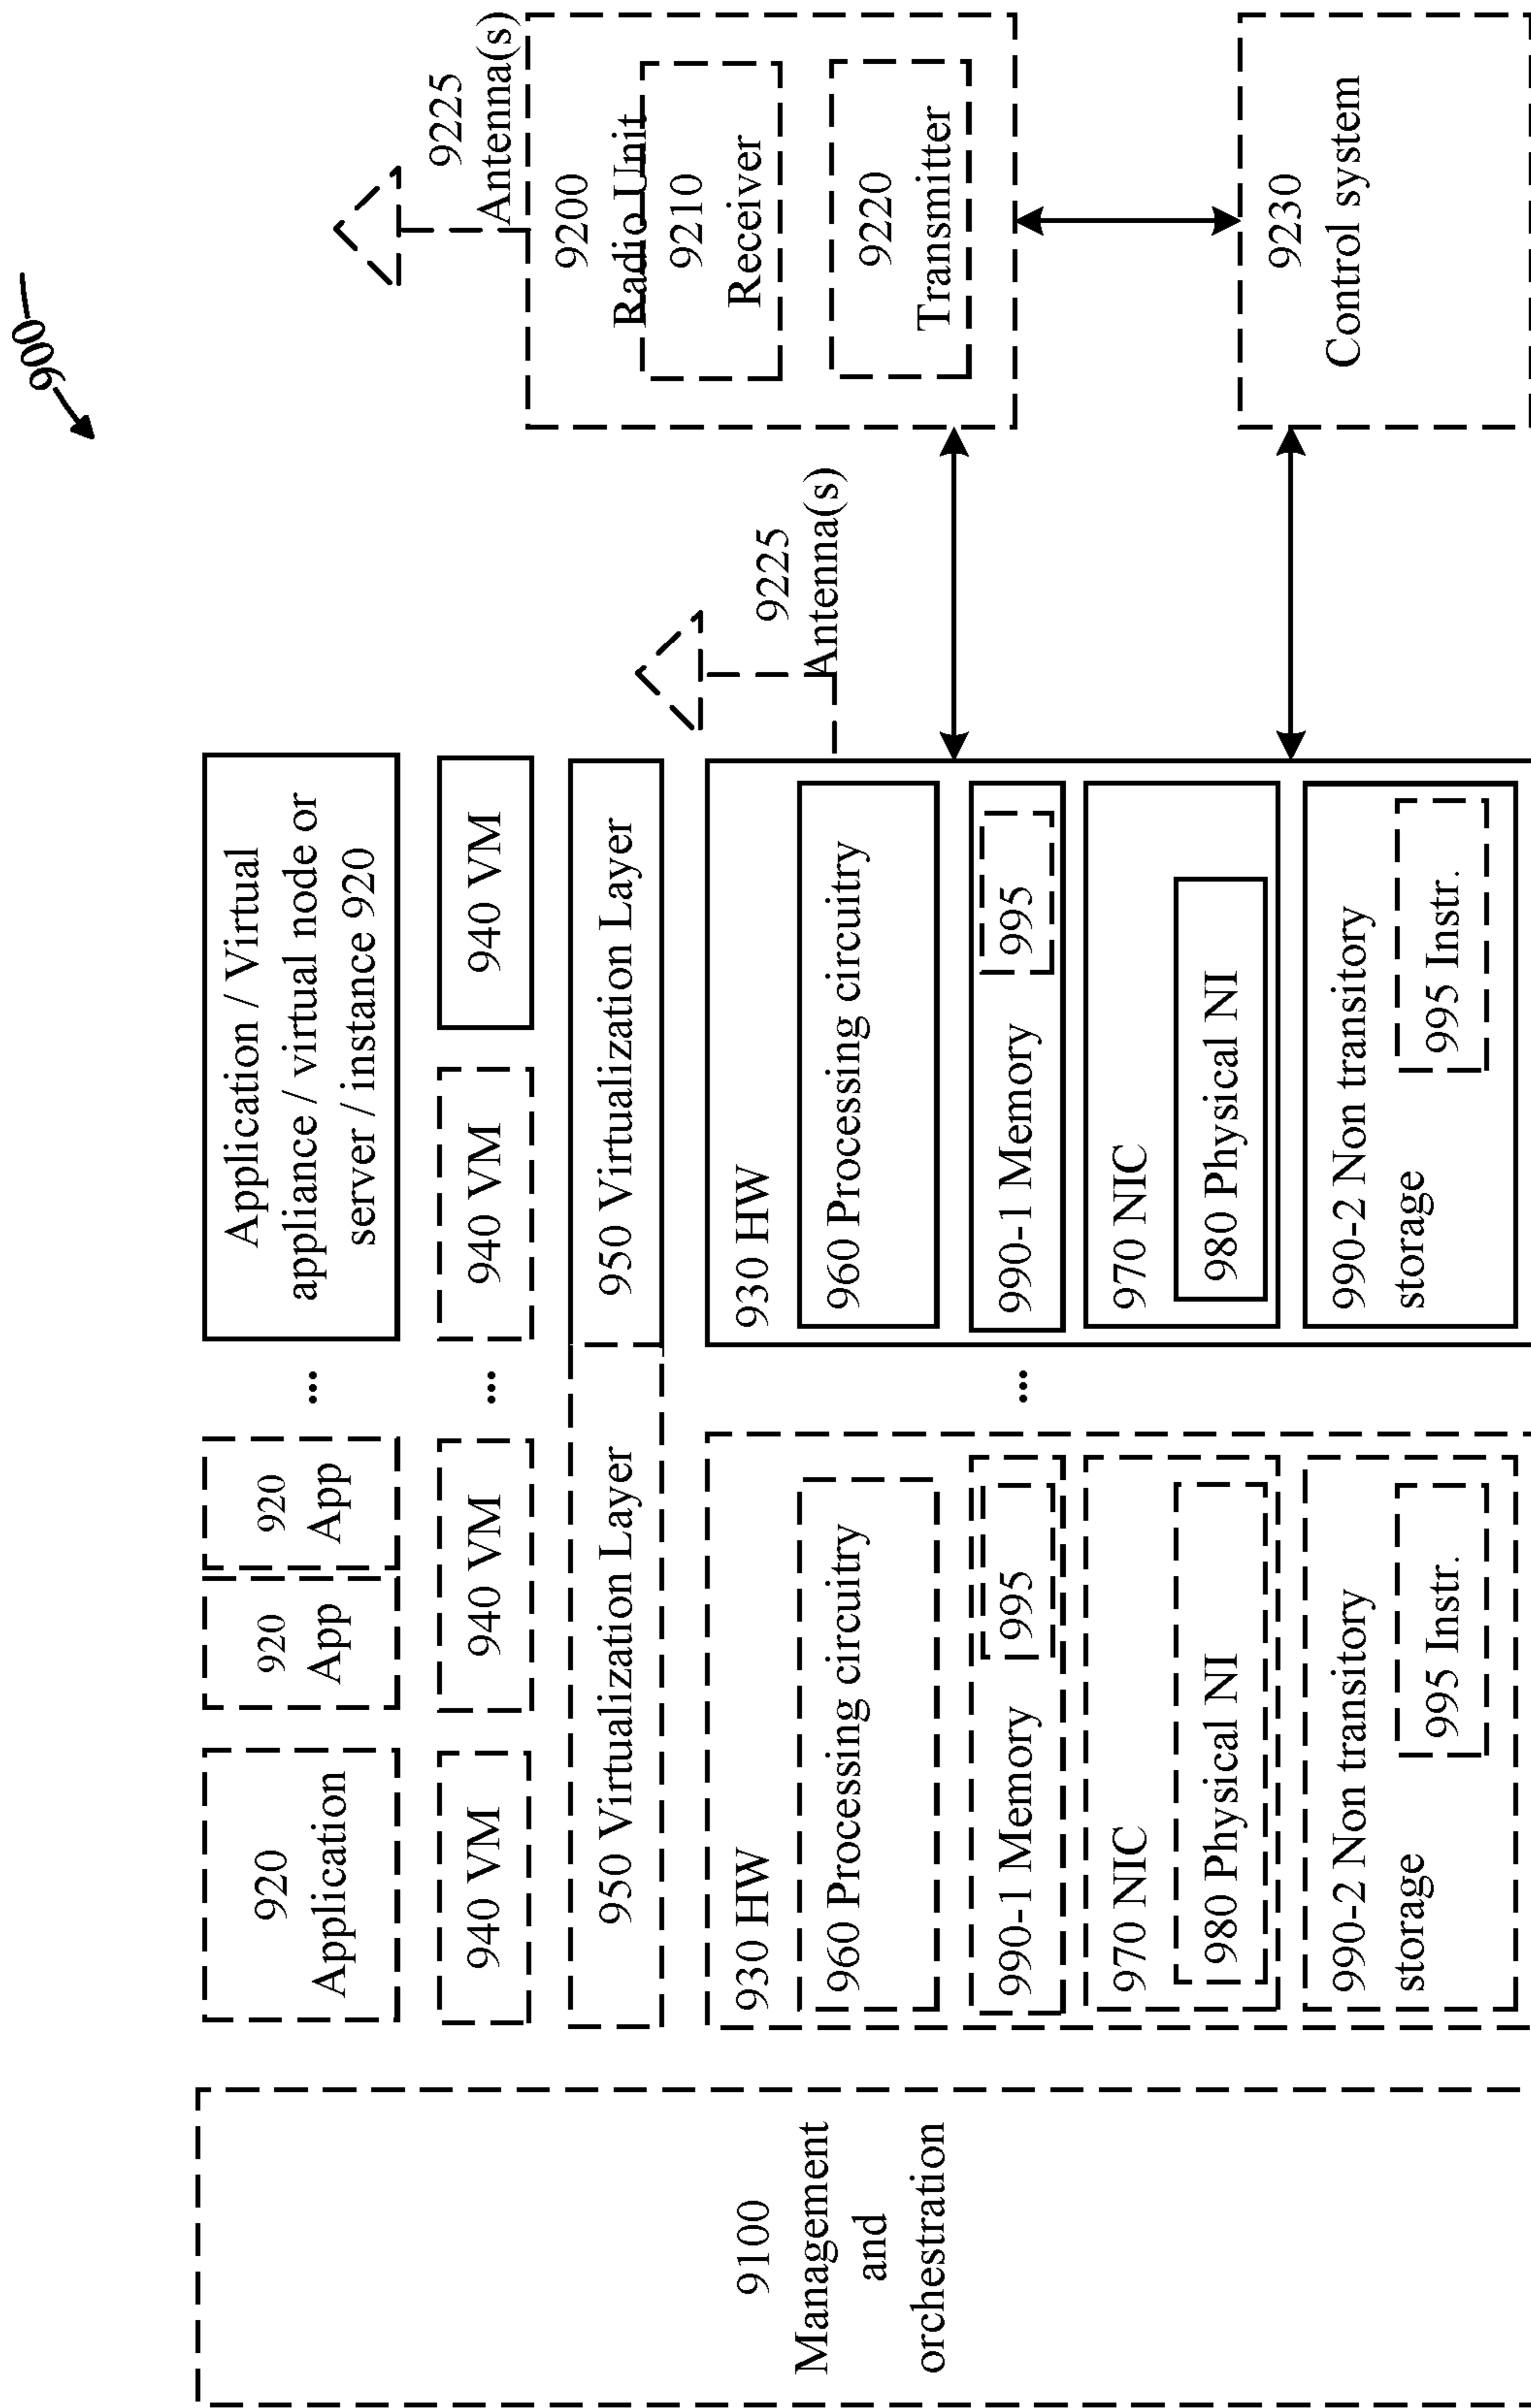 900
9100
Management
and
orchestration
920
Application
920
App
920
App
...
Application / Virtual
appliance / virtual node or
server / instance 920
940 VM
940 VM
...
940 VM
940 VM
950 Virtualization Layer
950 Virtualization Layer
930 HW
960 Processing circuitry
990-1 Memory
995
970 NIC
980 Physical NI
990-2 Non transitory
storage
995 Instr.
...
930 HW
960 Processing circuitry
990-1 Memory
995
970 NIC
980 Physical NI
990-2 Non transitory
storage
995 Instr.
9225
Antenna(s)
9225
Antenna(s)
9200
Radio Unit
9210
Receiver
9220
Transmitter
9230
Control system